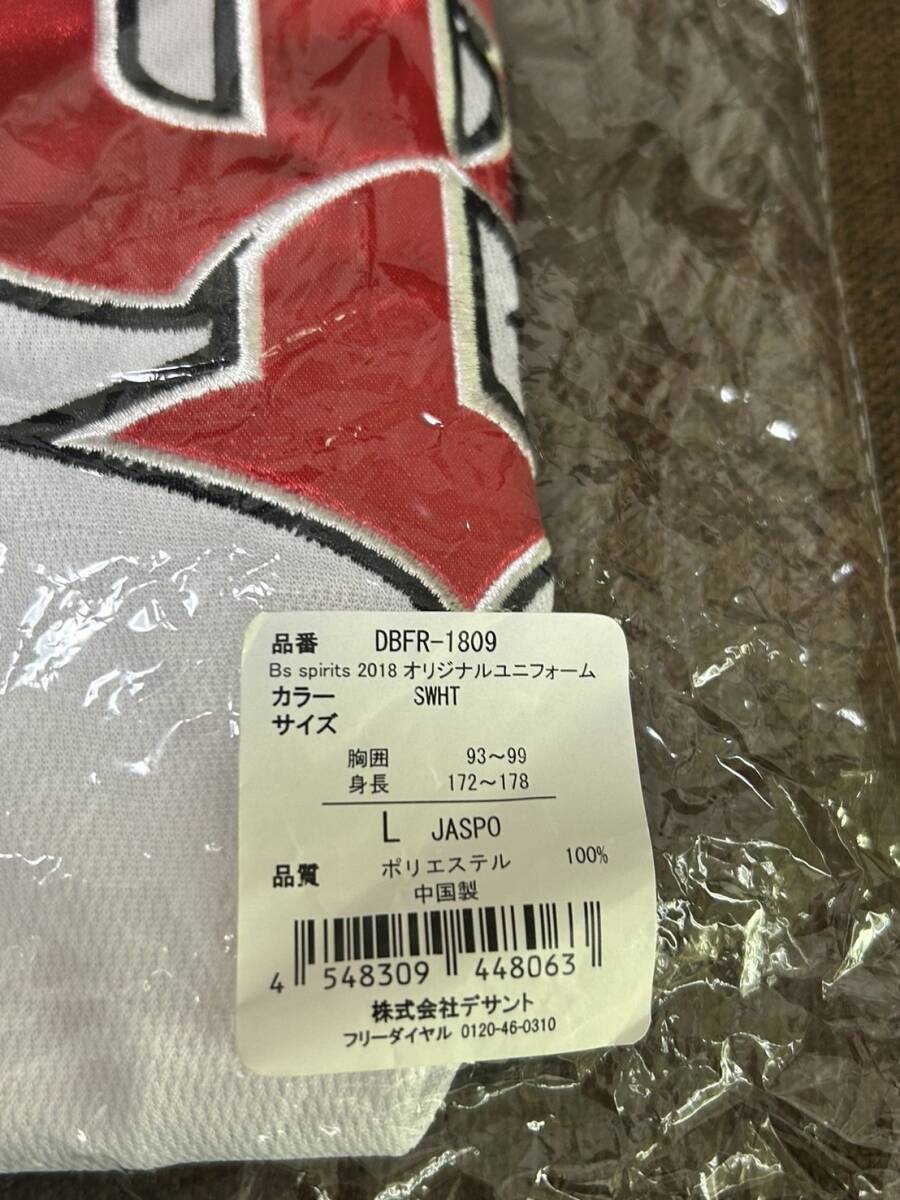 品番 DBFR-1809
Bs spirits 2018 オリジナルユニフォーム
カラー SWHT
サイズ
胸囲 93～99
身長 172～178
L JASPO
品質 ポリエステル 100%
中国製
4 548309 448063
株式会社デサント
フリーダイヤル 0120-46-0310